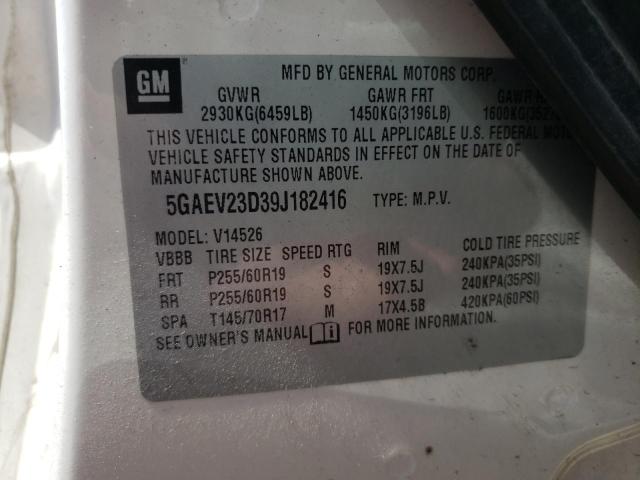 GM
MFD BY GENERAL MOTORS CORP.
GVWR GAWR FRT GAWR
2930KG(6459LB) 1450KG(3196LB)
THIS VEHICLE CONFORMS TO ALL APPLICABLE U.S. FEDERAL
VEHICLE SAFETY STANDARDS IN EFFECT ON THE DATE OF
MANUFACTURE SHOWN ABOVE.
5GAEV23D39J182416 TYPE: M.P.V.
MODEL: V14526
VBBB TIRE SIZE SPEED RTG RIM COLD TIRE PRESSURE
FRT P255/60R19 S 19X7.5J 240KPA(35PSI)
RR P255/60R19 S 19X7.5J 240KPA(35PSI)
SPA T145/70R17 M 17X4.5B 420KPA(60PSI)
SEE OWNER'S MANUAL FOR MORE INFORMATION.